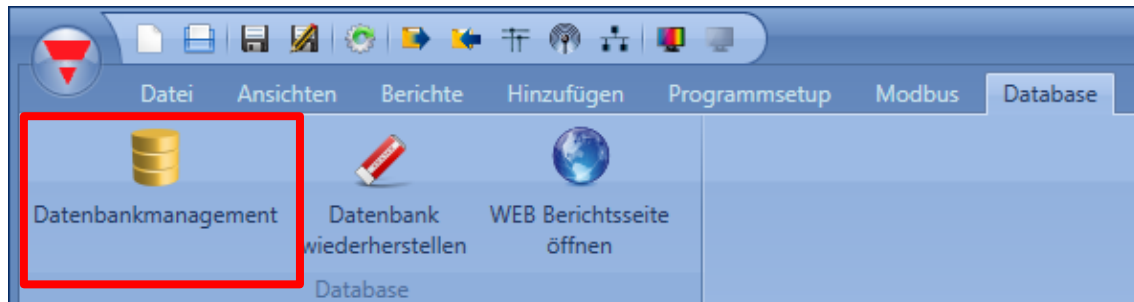 Datei Ansichten Berichte Hinzufügen Programmsetup Modbus Database
Datenbankmanagement
Datenbank
wiederherstellen
WEB Berichtsseite
öffnen
Database